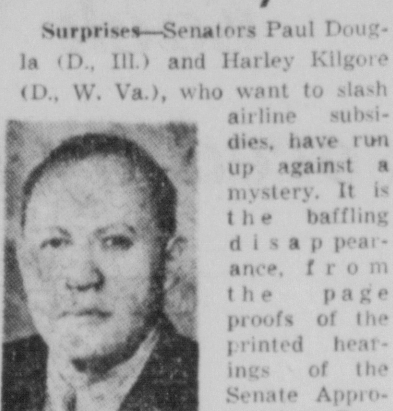 Surprises—Senators Paul Doug-
la (D., Ill.) and Harley Kilgore
(D., W. Va.), who want to slash
airline subsi-
dies, have run
up against a
mystery. It is
the baffling
disappear-
ance, from
the page
proofs of the
printed hear-
ings of the
Senate Appro-